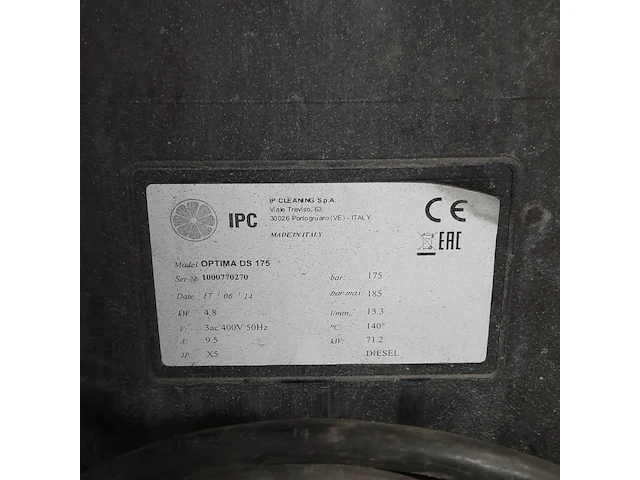 IPC
IP CLEANING S.p.A.
Viale Treviso, 63
30026 Portogruaro (VE) - ITALY
MADE IN ITALY
CE
EAC
Model OPTIMA DS 175
Ser.№ 1000770270
Date 17 / 06 / 14
kW: 4.8
V: 3ac 400V 50Hz
A: 9.5
IP: X5
bar: 175
bar max 185
l/min: 13.3
°C: 140°
kW: 71.2
DIESEL